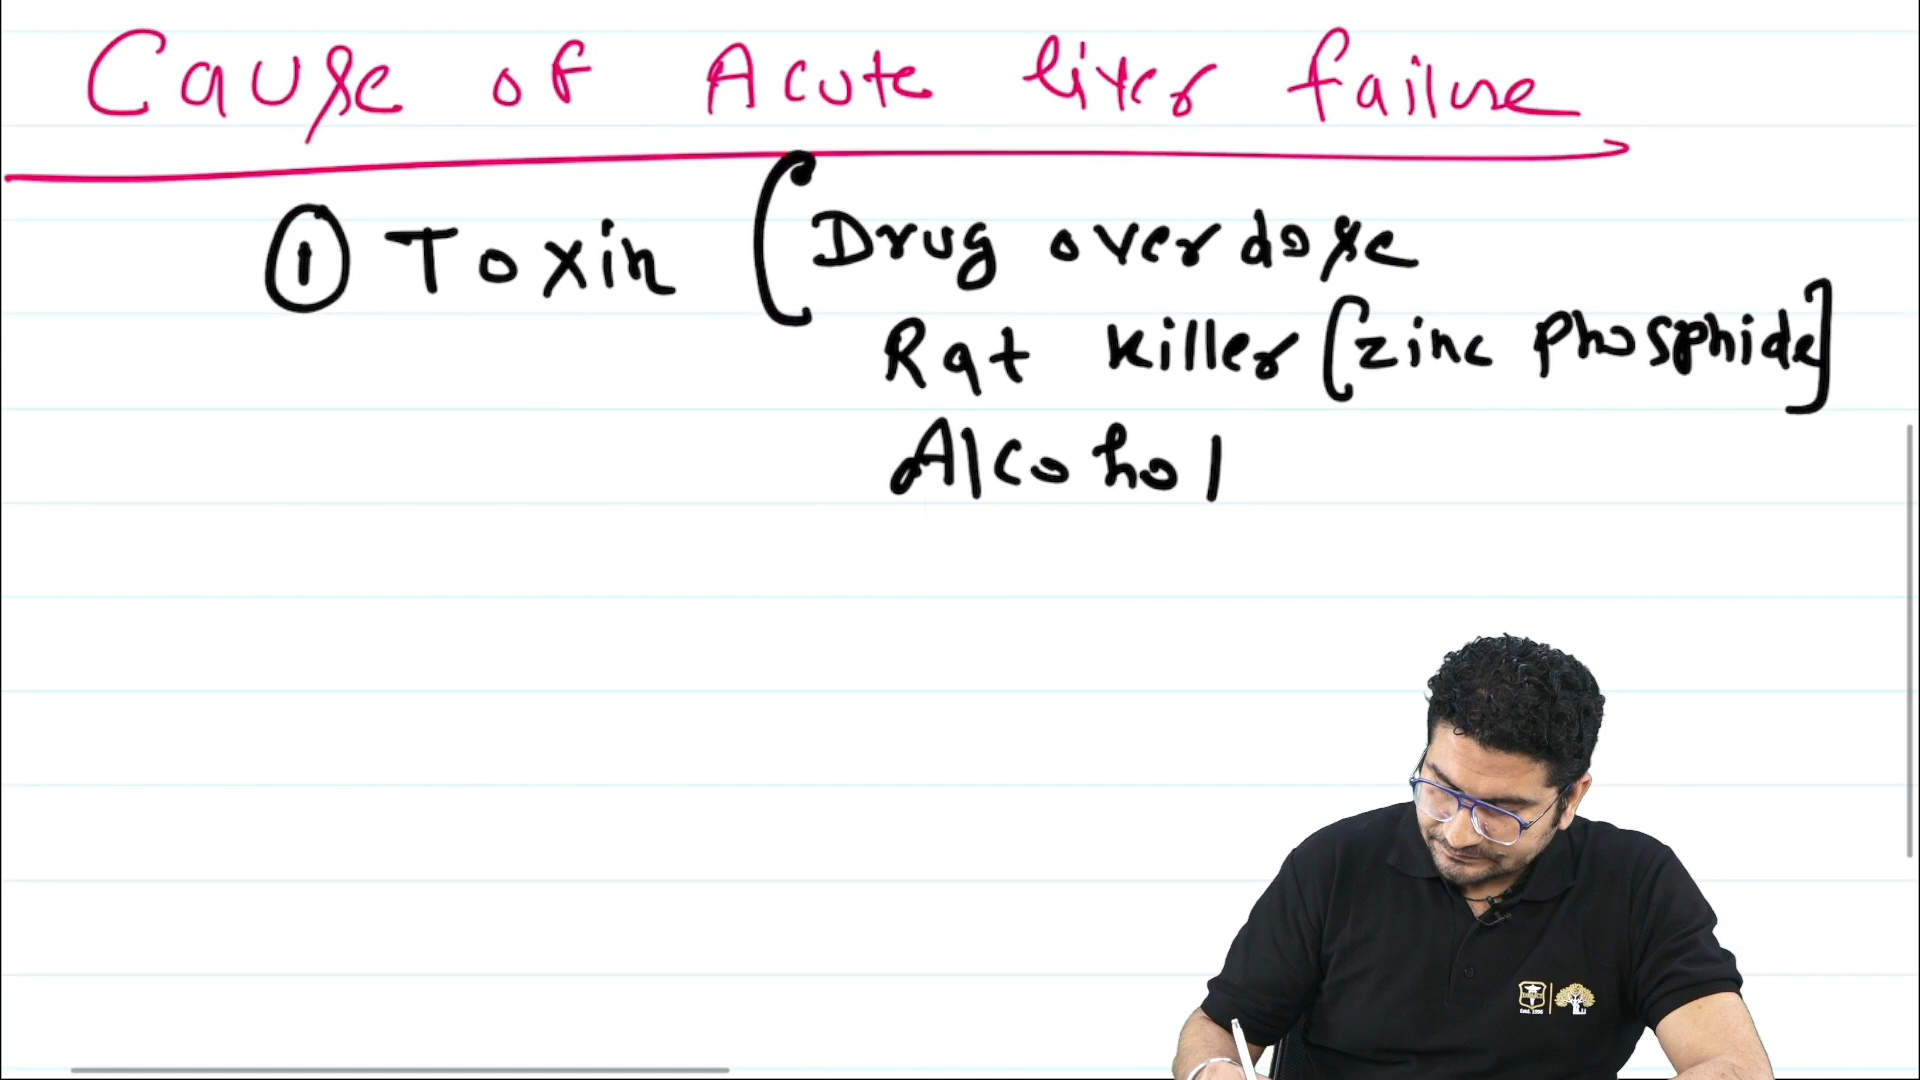 Cause of Acute liver failure
① Toxin ( Drug overdose
Rat killer [zinc phosphide]
Alcohol